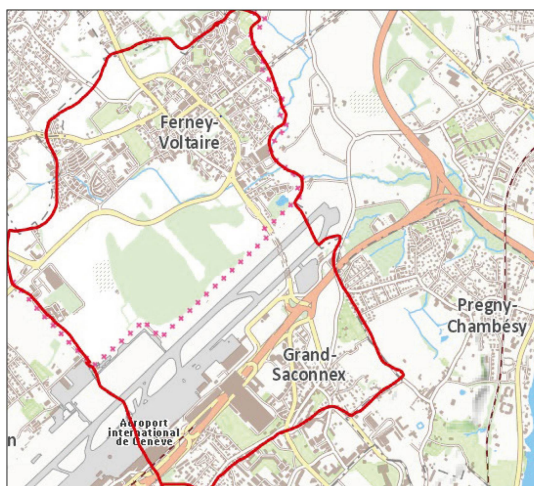 Ferney-
Voltaire
Pregny-
Chambésy
Grand-
Saconnex
Aéroport
international
de Genève
n